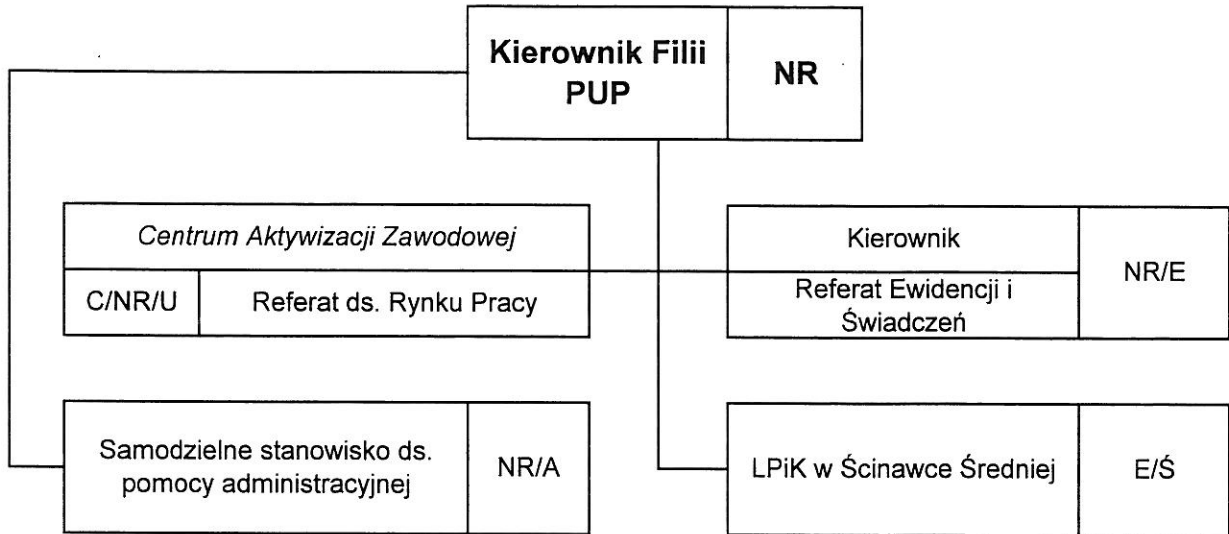 Kierownik Filii
PUP
NR
Centrum Aktywizacji Zawodowej
C/NR/U
Referat ds. Rynku Pracy
Kierownik
Referat Ewidencji i
Świadczeń
NR/E
Samodzielne stanowisko ds.
pomocy administracyjnej
NR/A
LPiK w Ścinawce Średniej
E/Ś